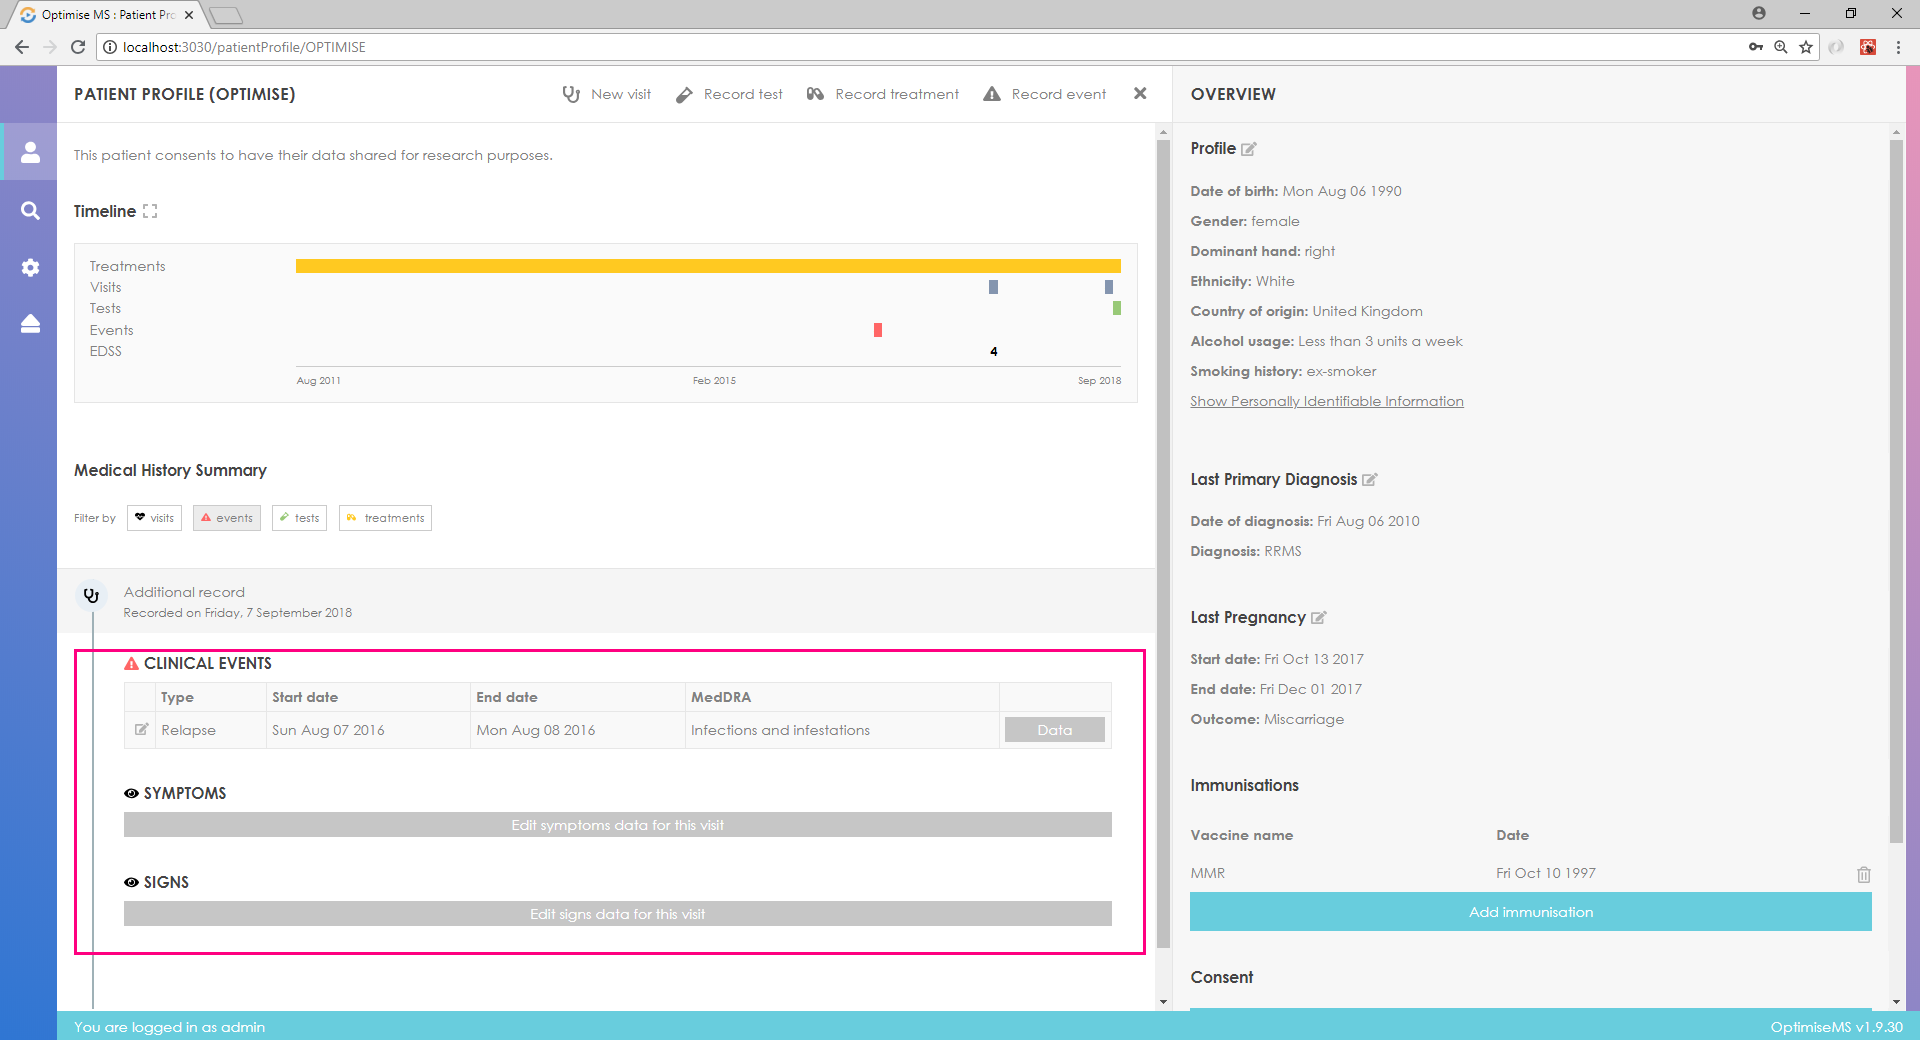 Optimise MS : Patient Pro
localhost:3030/patientProfile/OPTIMISE
PATIENT PROFILE (OPTIMISE)
New visit
Record test
Record treatment
Record event
This patient consents to have their data shared for research purposes.
Timeline
Treatments
Visits
Tests
Events
EDSS
4
Aug 2011
Feb 2015
Sep 2018
Medical History Summary
Filter by
visits
events
tests
treatments
Additional record
Recorded on Friday, 7 September 2018
CLINICAL EVENTS
Type Start date End date MedDRA
Relapse Sun Aug 07 2016 Mon Aug 08 2016 Infections and infestations Data
SYMPTOMS
Edit symptoms data for this visit
SIGNS
Edit signs data for this visit
OVERVIEW
Profile
Date of birth: Mon Aug 06 1990
Gender: female
Dominant hand: right
Ethnicity: White
Country of origin: United Kingdom
Alcohol usage: Less than 3 units a week
Smoking history: ex-smoker
Show Personally Identifiable Information
Last Primary Diagnosis
Date of diagnosis: Fri Aug 06 2010
Diagnosis: RRMS
Last Pregnancy
Start date: Fri Oct 13 2017
End date: Fri Dec 01 2017
Outcome: Miscarriage
Immunisations
Vaccine name Date
MMR Fri Oct 10 1997
Add immunisation
Consent
You are logged in as admin
OptimiseMS v1.9.30